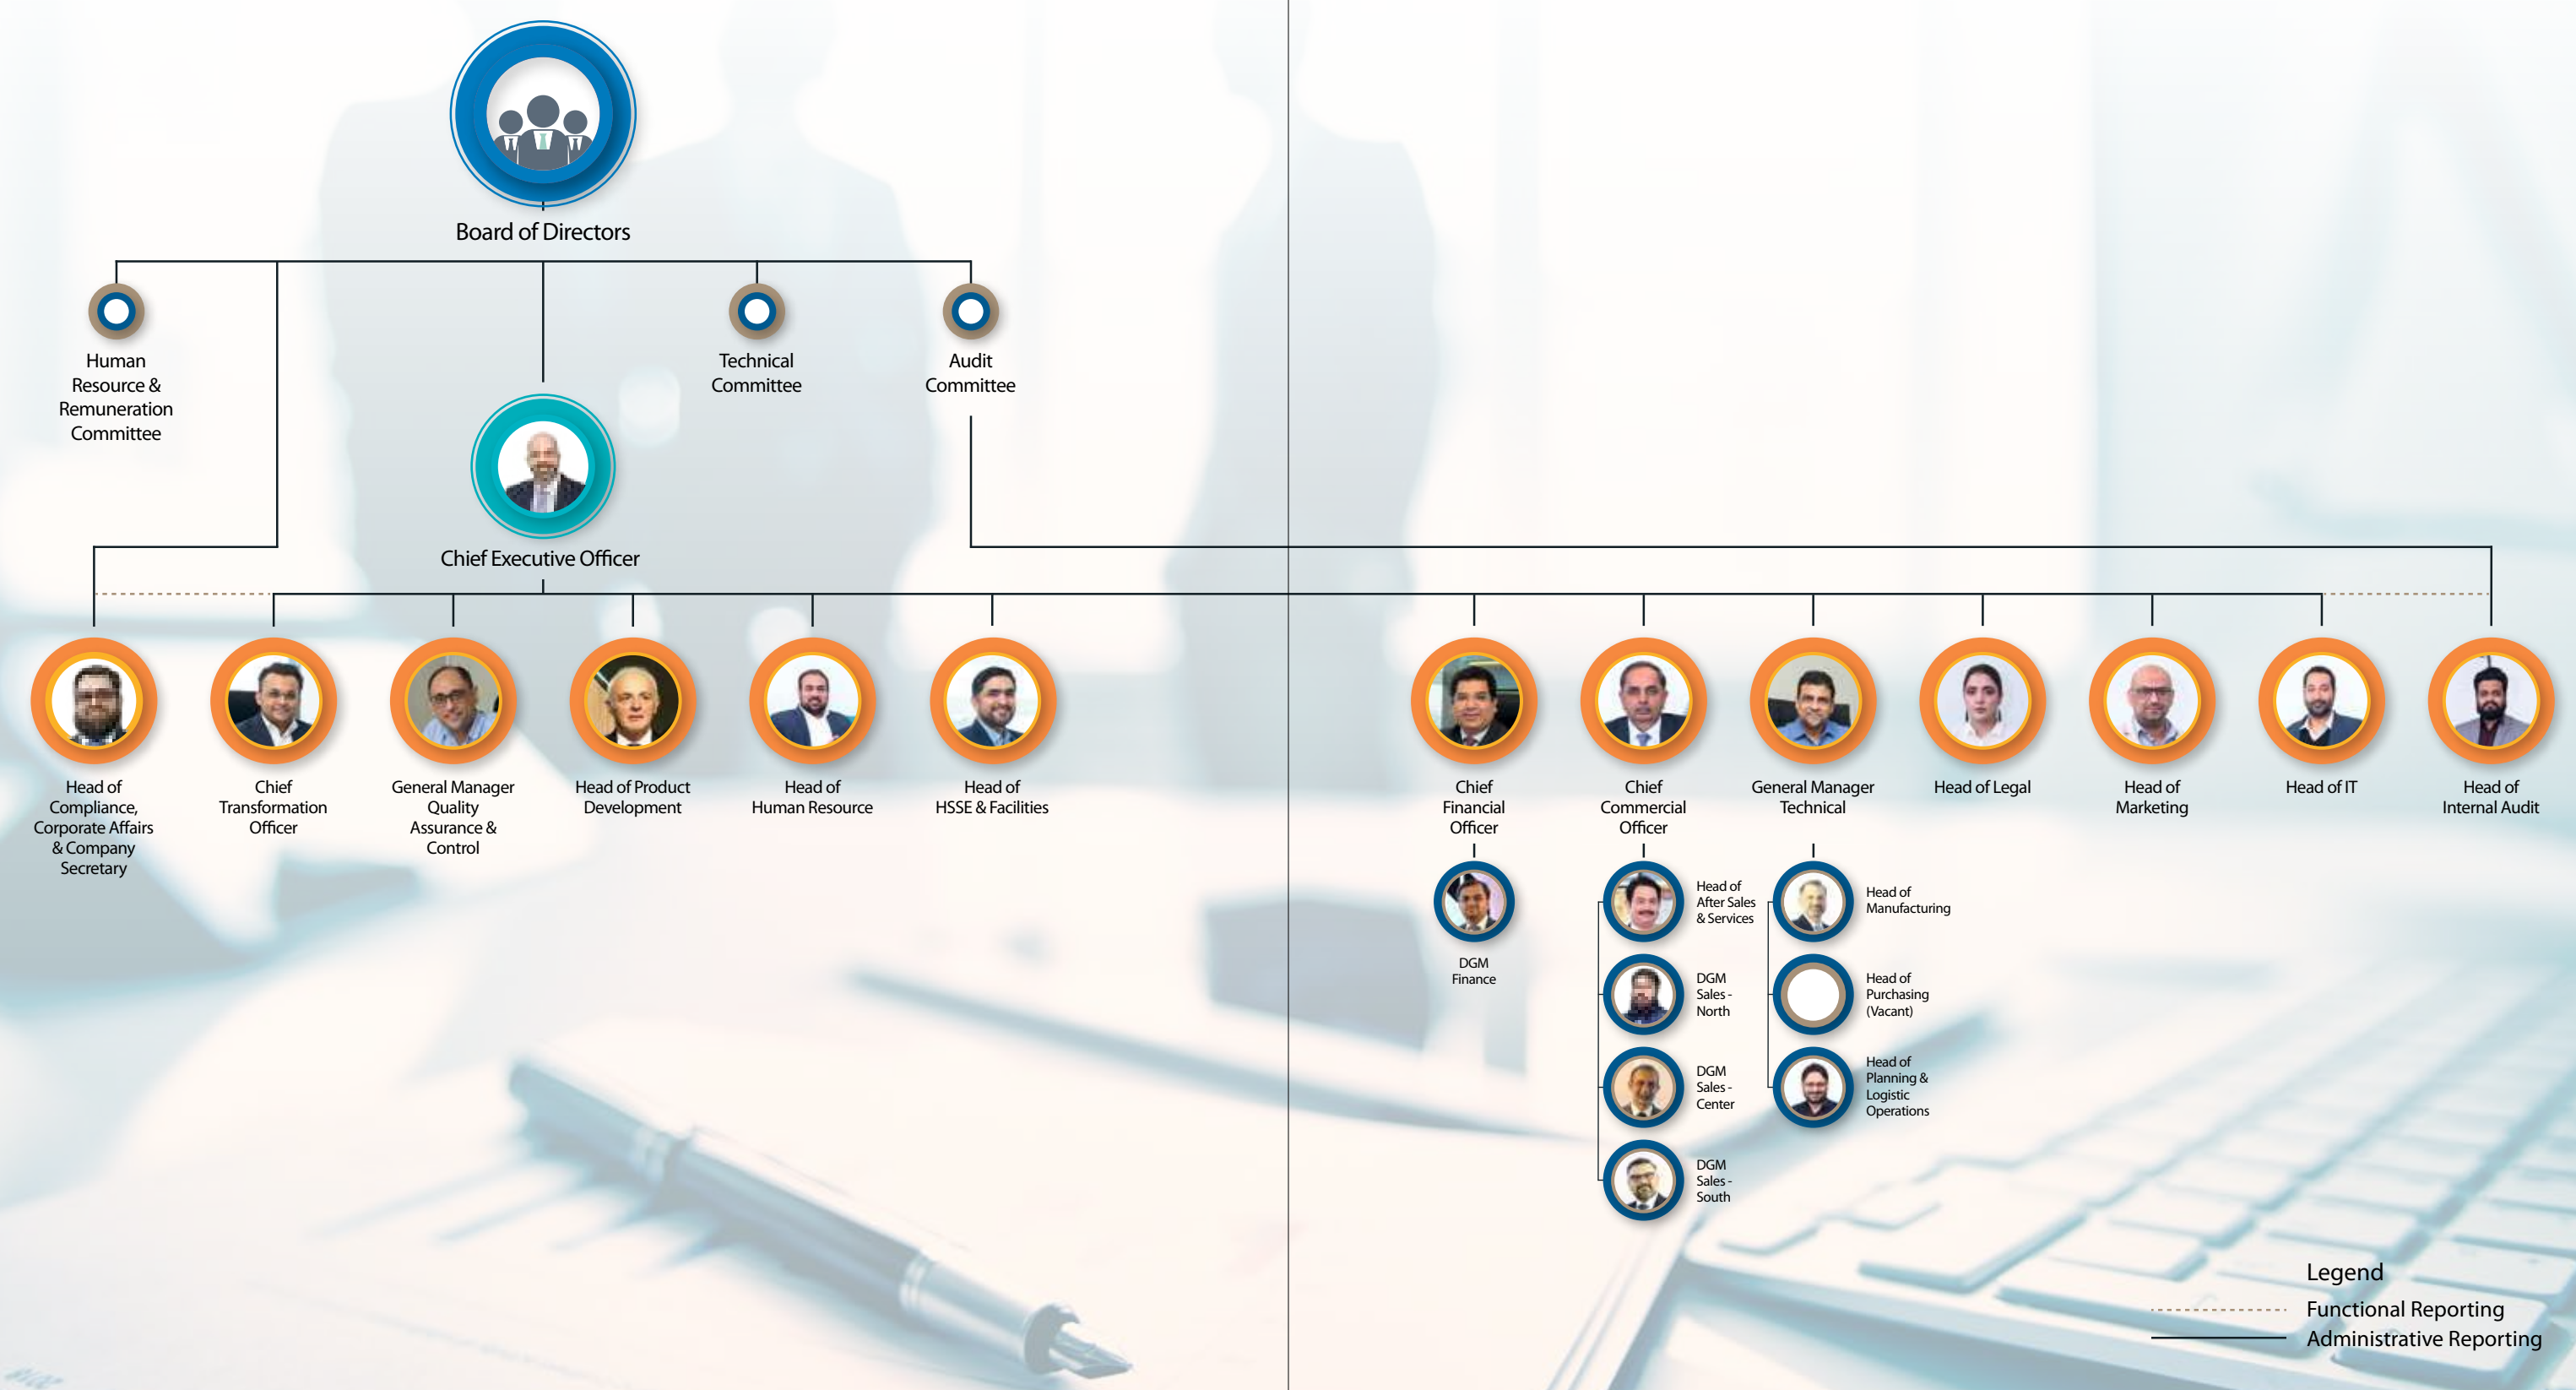 Board of Directors
Human
Resource &
Remuneration
Committee
Technical
Committee
Audit
Committee
Chief Executive Officer
Head of
Compliance,
Corporate Affairs
& Company
Secretary
Chief
Transformation
Officer
General Manager
Quality
Assurance &
Control
Head of Product
Development
Head of
Human Resource
Head of
HSSE & Facilities
Chief
Financial
Officer
Chief
Commercial
Officer
General Manager
Technical
Head of Legal
Head of
Marketing
Head of IT
Head of
Internal Audit
DGM
Finance
Head of
After Sales
& Services
DGM
Sales -
North
DGM
Sales -
Center
DGM
Sales -
South
Head of
Manufacturing
Head of
Purchasing
(Vacant)
Head of
Planning &
Logistic
Operations
Legend
Functional Reporting
Administrative Reporting